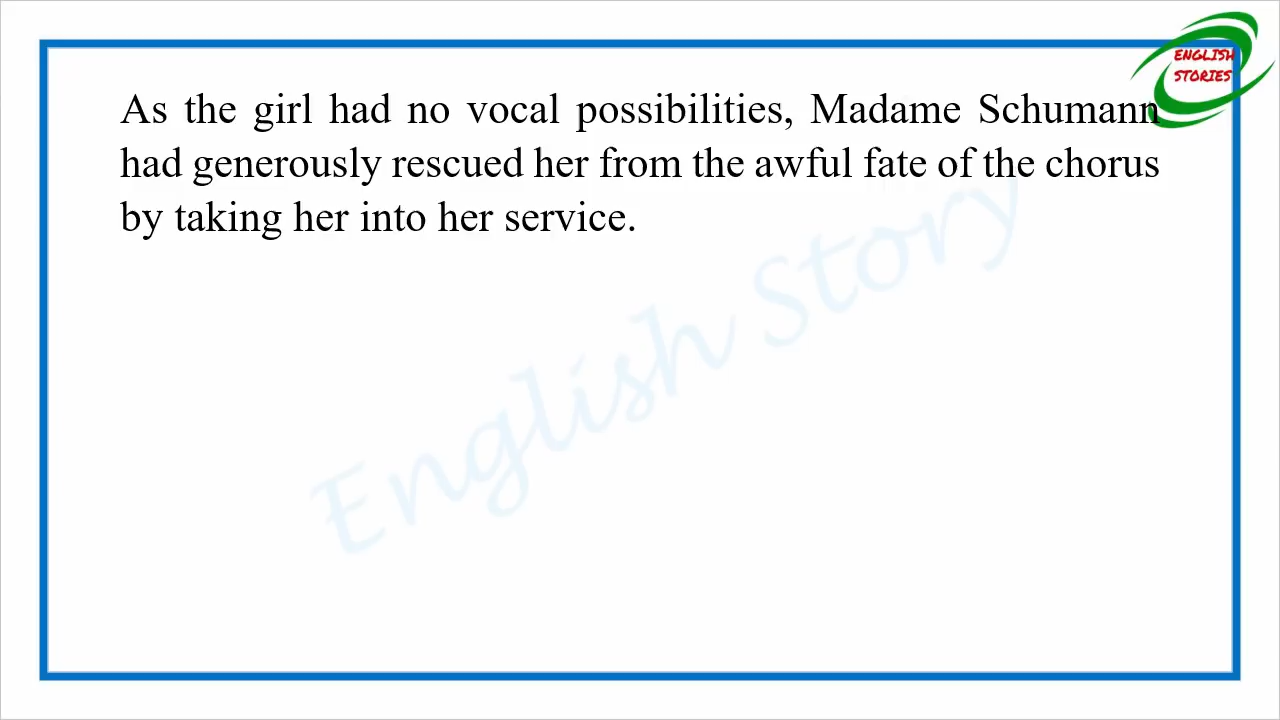 ENGLISH
STORIES
As the girl had no vocal possibilities, Madame Schumann
had generously rescued her from the awful fate of the chorus
by taking her into her service.
English Story